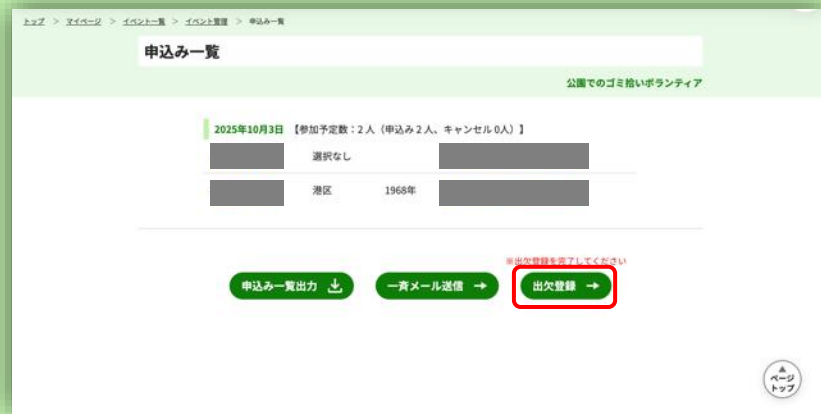 トップ > マイページ > イベント一覧 > イベント管理 > 申込み一覧
申込み一覧
公園でのゴミ拾いボランティア
2025年10月3日 【参加予定数：2人（申込み2人、キャンセル0人）】
選択なし
港区 1968年
※出欠登録を完了してください
申込み一覧出力 一斉メール送信 → 出欠登録 →
ページ
トップ